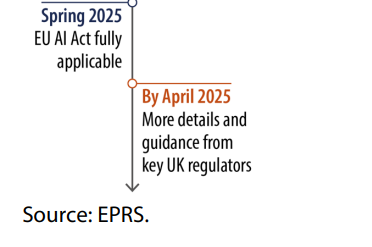 Spring 2025
EU AI Act fully
applicable
By April 2025
More details and
guidance from
key UK regulators
Source: EPRS.